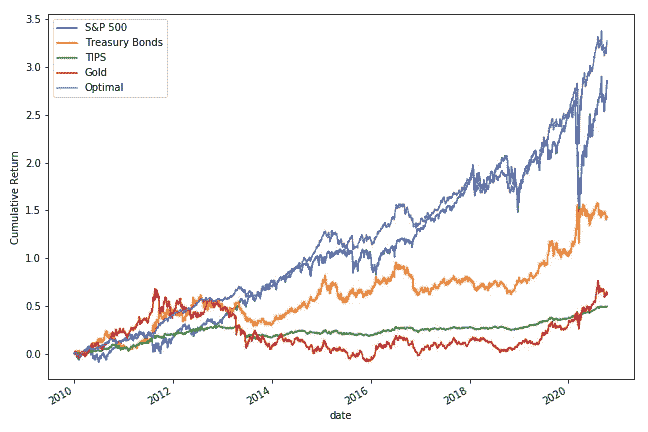 S&P 500
Treasury Bonds
TIPS
Gold
Optimal
3.5
3.0
2.5
2.0
1.5
1.0
0.5
0.0
Cumulative Return
2010
2012
2014
2016
2018
2020
date